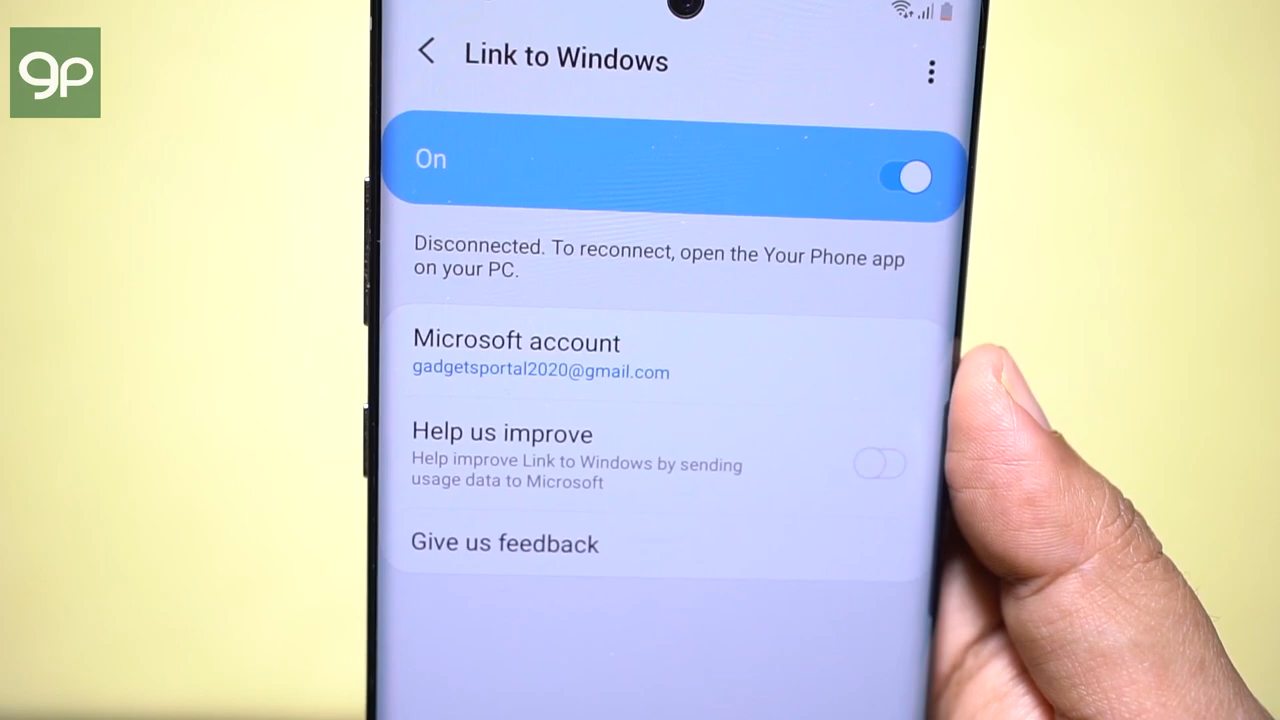 gp
Link to Windows
On
Disconnected. To reconnect, open the Your Phone app
on your PC.
Microsoft account
gadgetsportal2020@gmail.com
Help us improve
Help improve Link to Windows by sending
usage data to Microsoft
Give us feedback